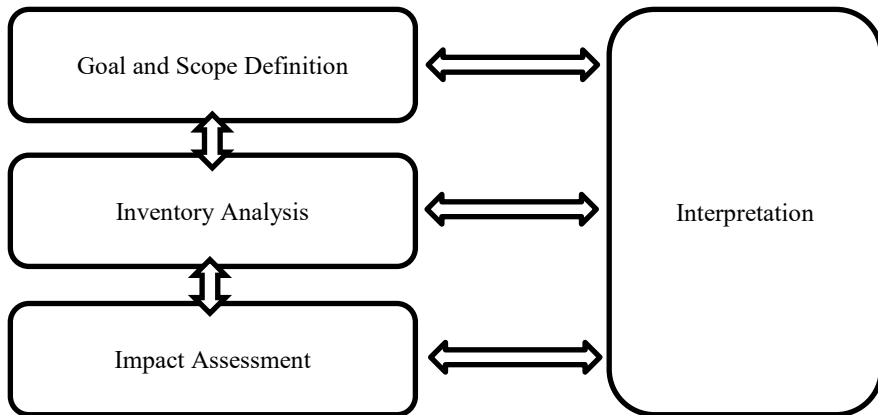 Goal and Scope Definition
Inventory Analysis
Interpretation
Impact Assessment